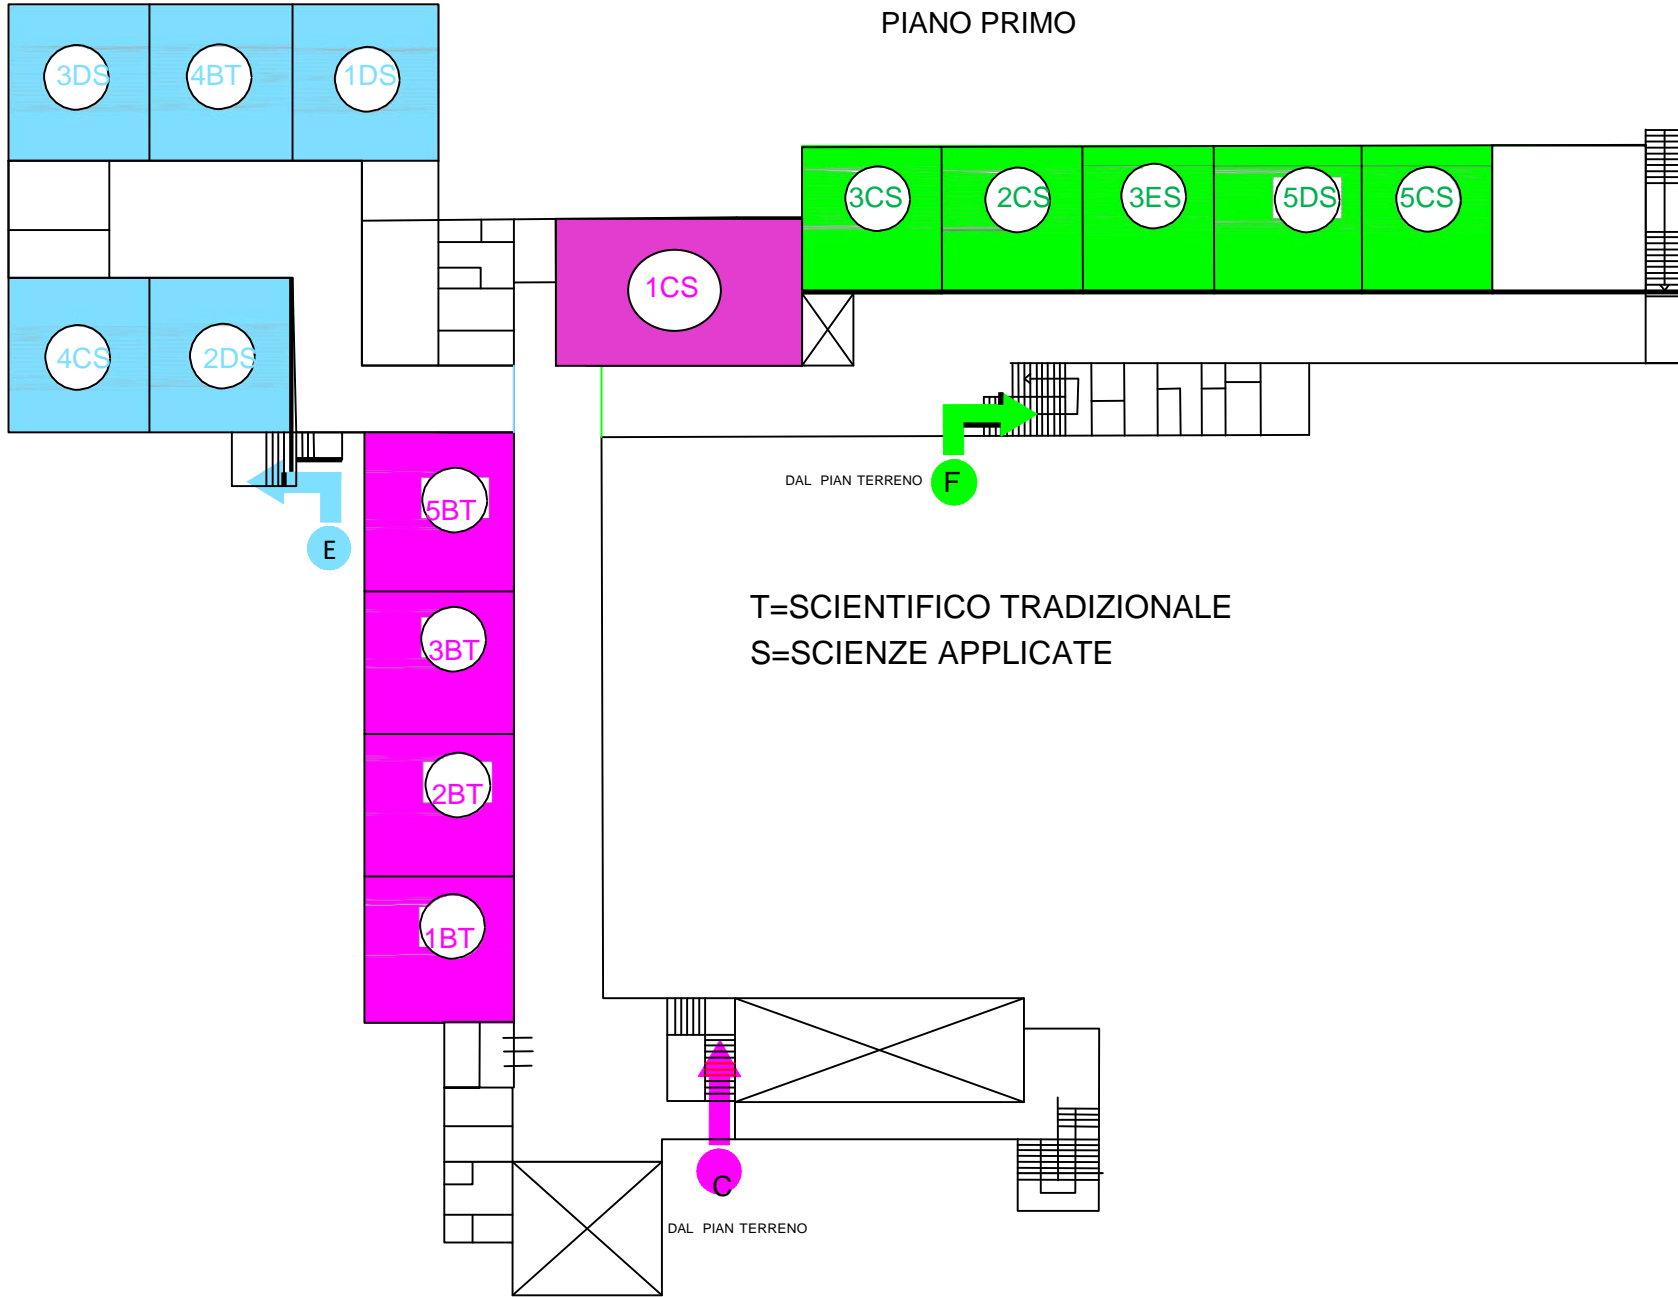 PIANO PRIMO
3DS
4BT
1DS
3CS
2CS
3ES
5DS
5CS
1CS
4CS
2DS
5BT
DAL PIAN TERRENO
F
E
T=SCIENTIFICO TRADIZIONALE
S=SCIENZE APPLICATE
3BT
2BT
1BT
C
DAL PIAN TERRENO